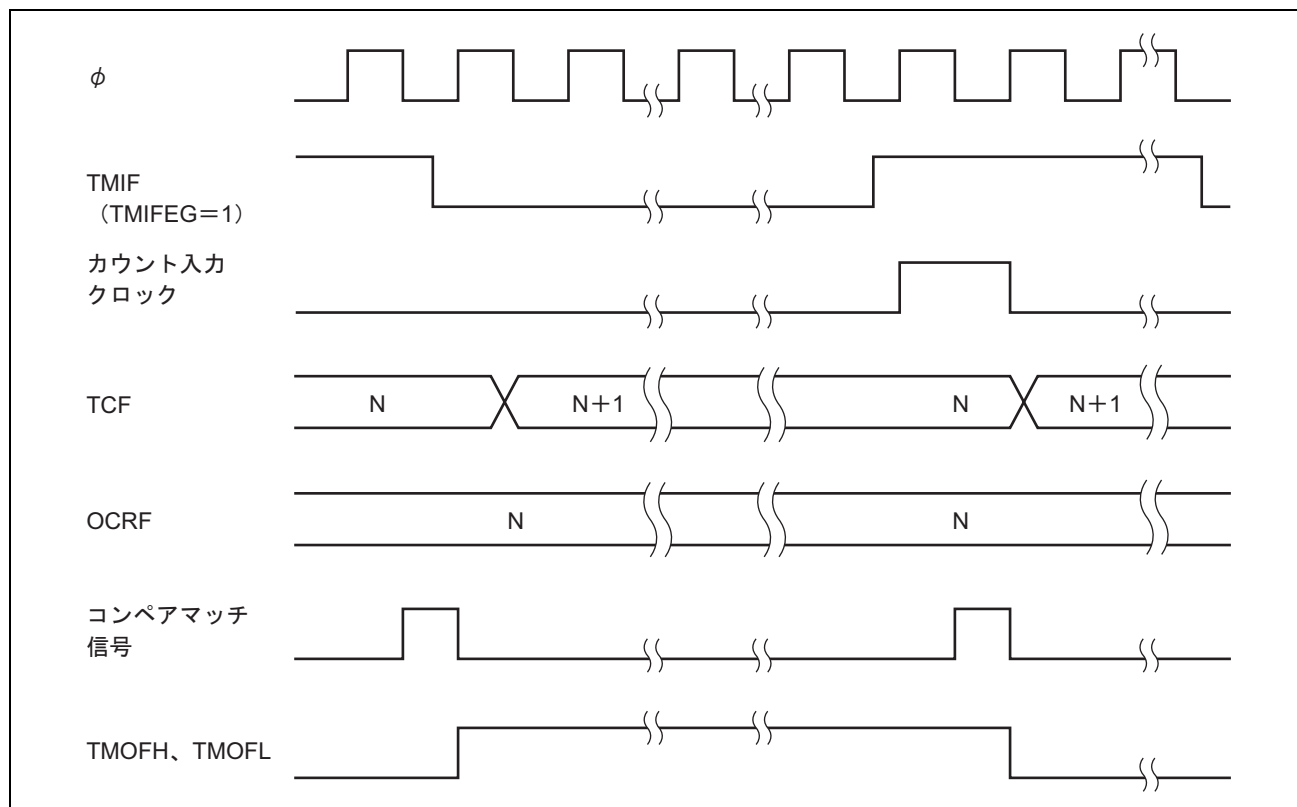 φ
TMIF
（TMIFEG＝1）
カウント入力
クロック
TCF
N
N＋1
N
N＋1
OCRF
N
N
コンペアマッチ
信号
TMOFH、TMOFL